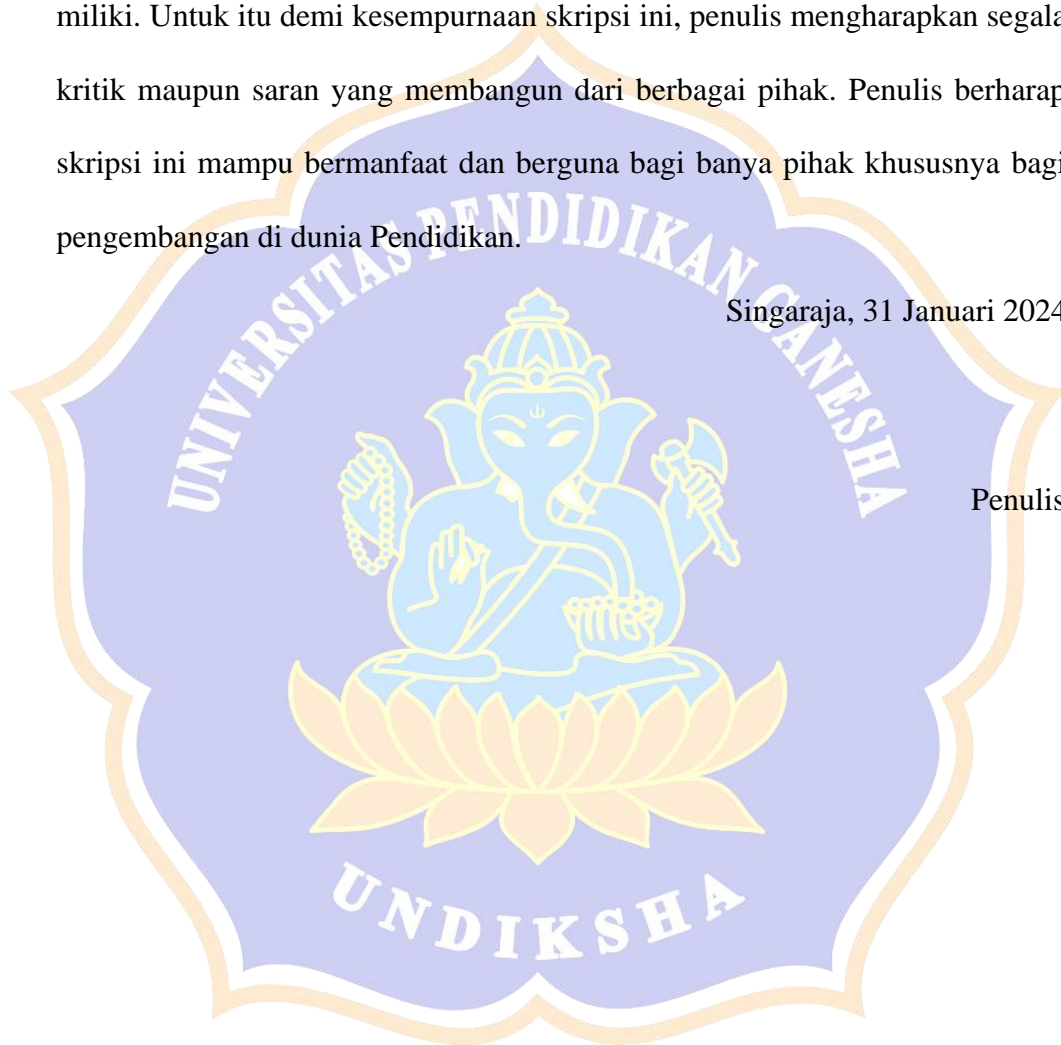 miliki. Untuk itu demi kesempurnaan skripsi ini, penulis mengharapkan segala
kritik maupun saran yang membangun dari berbagai pihak. Penulis berharap
skripsi ini mampu bermanfaat dan berguna bagi banya pihak khususnya bagi
pengembangan di dunia Pendidikan.
UNIVERSITAS PENDIDIKAN GANESHA
Singaraja, 31 Januari 2024
Penulis
UNDIKSHA